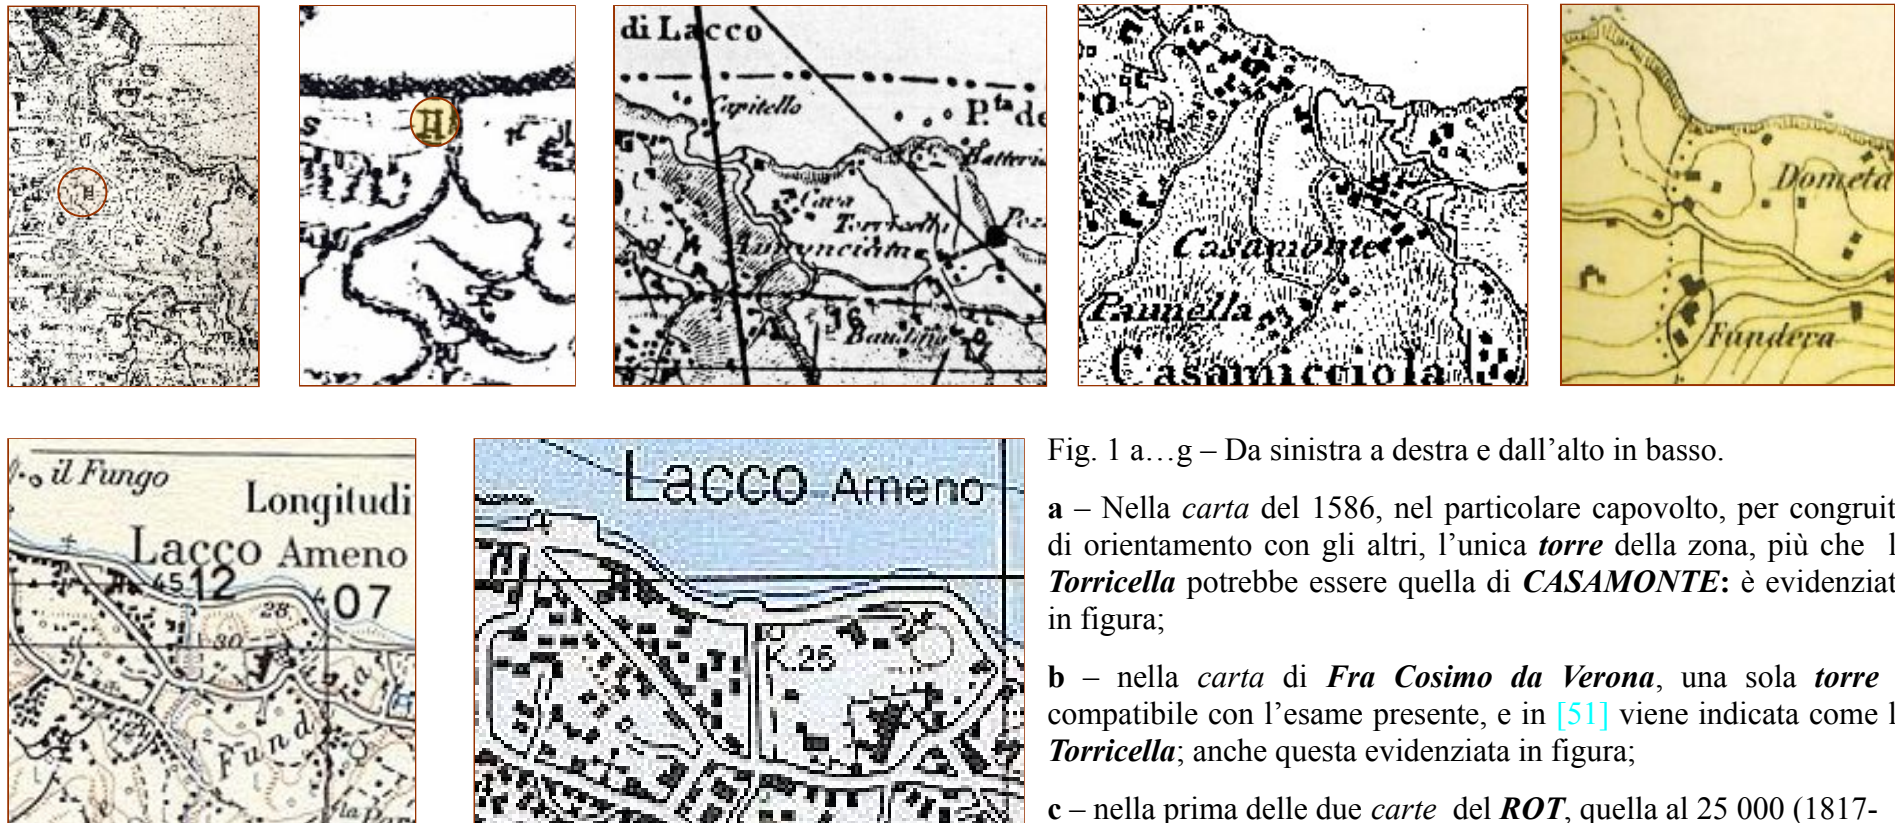 di Lacco
Capitello
P.ta de
Batteria
Cava
Torricella
Annunciata
Casamonte
Pannella
Casamicciola
Dometa
Fundera
il Fungo
Longitudi
Lacco Ameno
45
12
28
07
30
Fund
la
Lacco Ameno
K.25
Fig. 1 a…g – Da sinistra a destra e dall’alto in basso.
a – Nella carta del 1586, nel particolare capovolto, per congruit
di orientamento con gli altri, l’unica torre della zona, più che l
Torricella potrebbe essere quella di CASAMONTE: è evidenziat
in figura;
b – nella carta di Fra Cosimo da Verona, una sola torre
compatibile con l’esame presente, e in [51] viene indicata come l
Torricella; anche questa evidenziata in figura;
c – nella prima delle due carte del ROT, quella al 25 000 (1817-